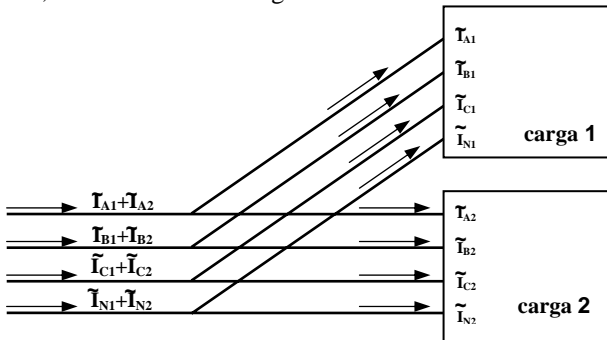 Ĩ_A1
Ĩ_B1
Ĩ_C1
Ĩ_N1
carga 1
Ĩ_A1+Ĩ_A2
Ĩ_B1+Ĩ_B2
Ĩ_C1+Ĩ_C2
Ĩ_N1+Ĩ_N2
Ĩ_A2
Ĩ_B2
Ĩ_C2
Ĩ_N2
carga 2